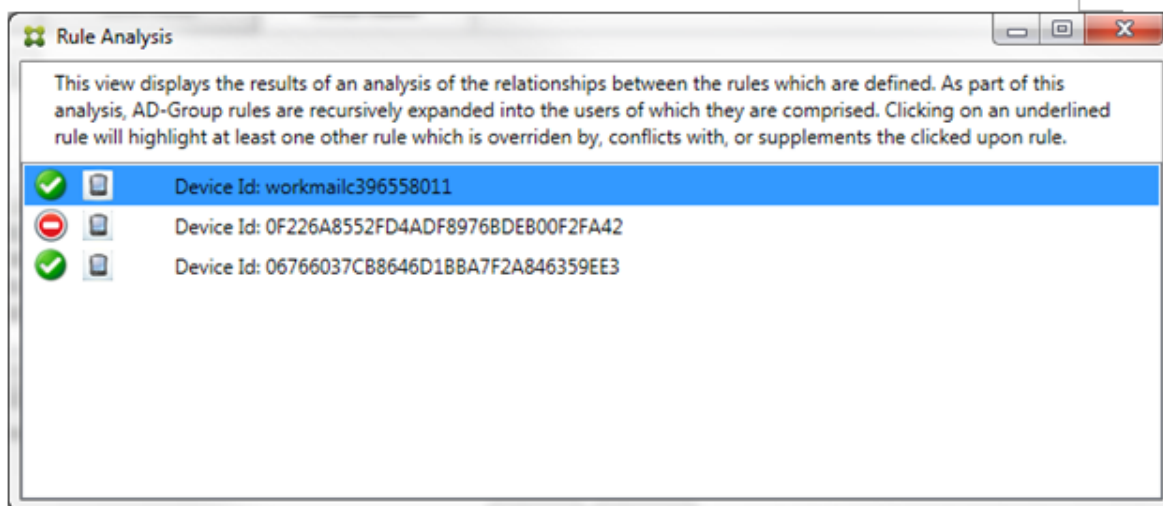 Rule Analysis
This view displays the results of an analysis of the relationships between the rules which are defined. As part of this
analysis, AD-Group rules are recursively expanded into the users of which they are comprised. Clicking on an underlined
rule will highlight at least one other rule which is overriden by, conflicts with, or supplements the clicked upon rule.
Device Id: workmailc396558011
Device Id: 0F226A8552FD4ADF8976BDEB00F2FA42
Device Id: 06766037CB8646D1BBA7F2A846359EE3